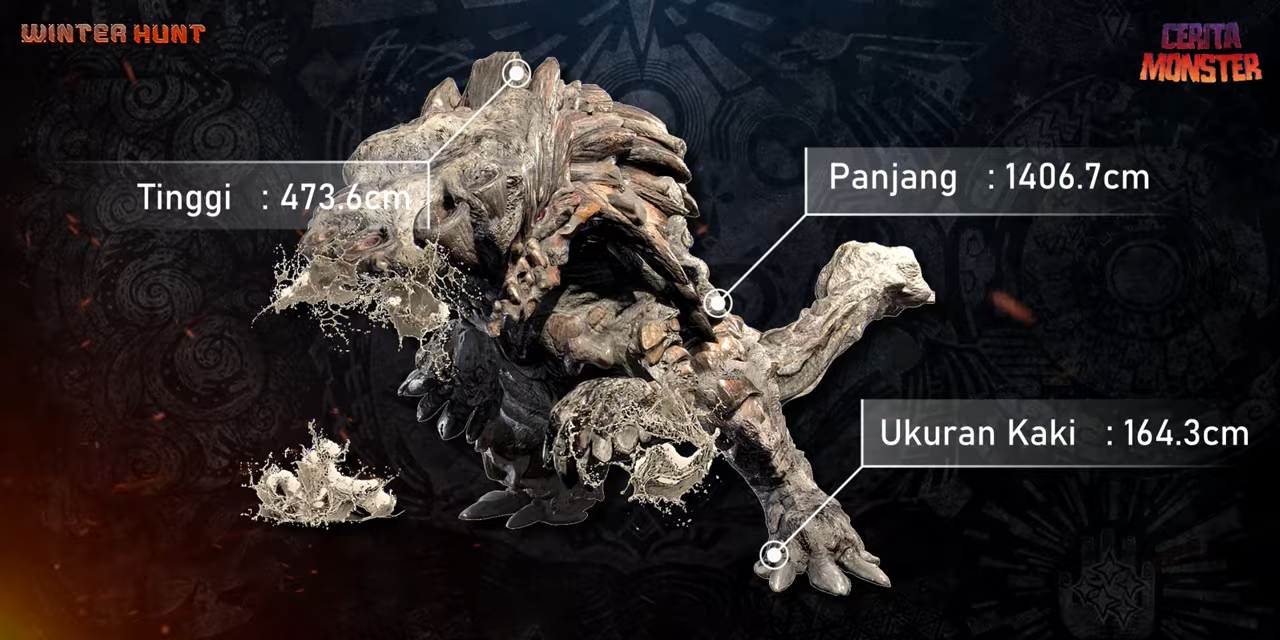 WINTER HUNT
CERITA
MONSTER
Tinggi : 473.6cm
Panjang : 1406.7cm
Ukuran Kaki : 164.3cm